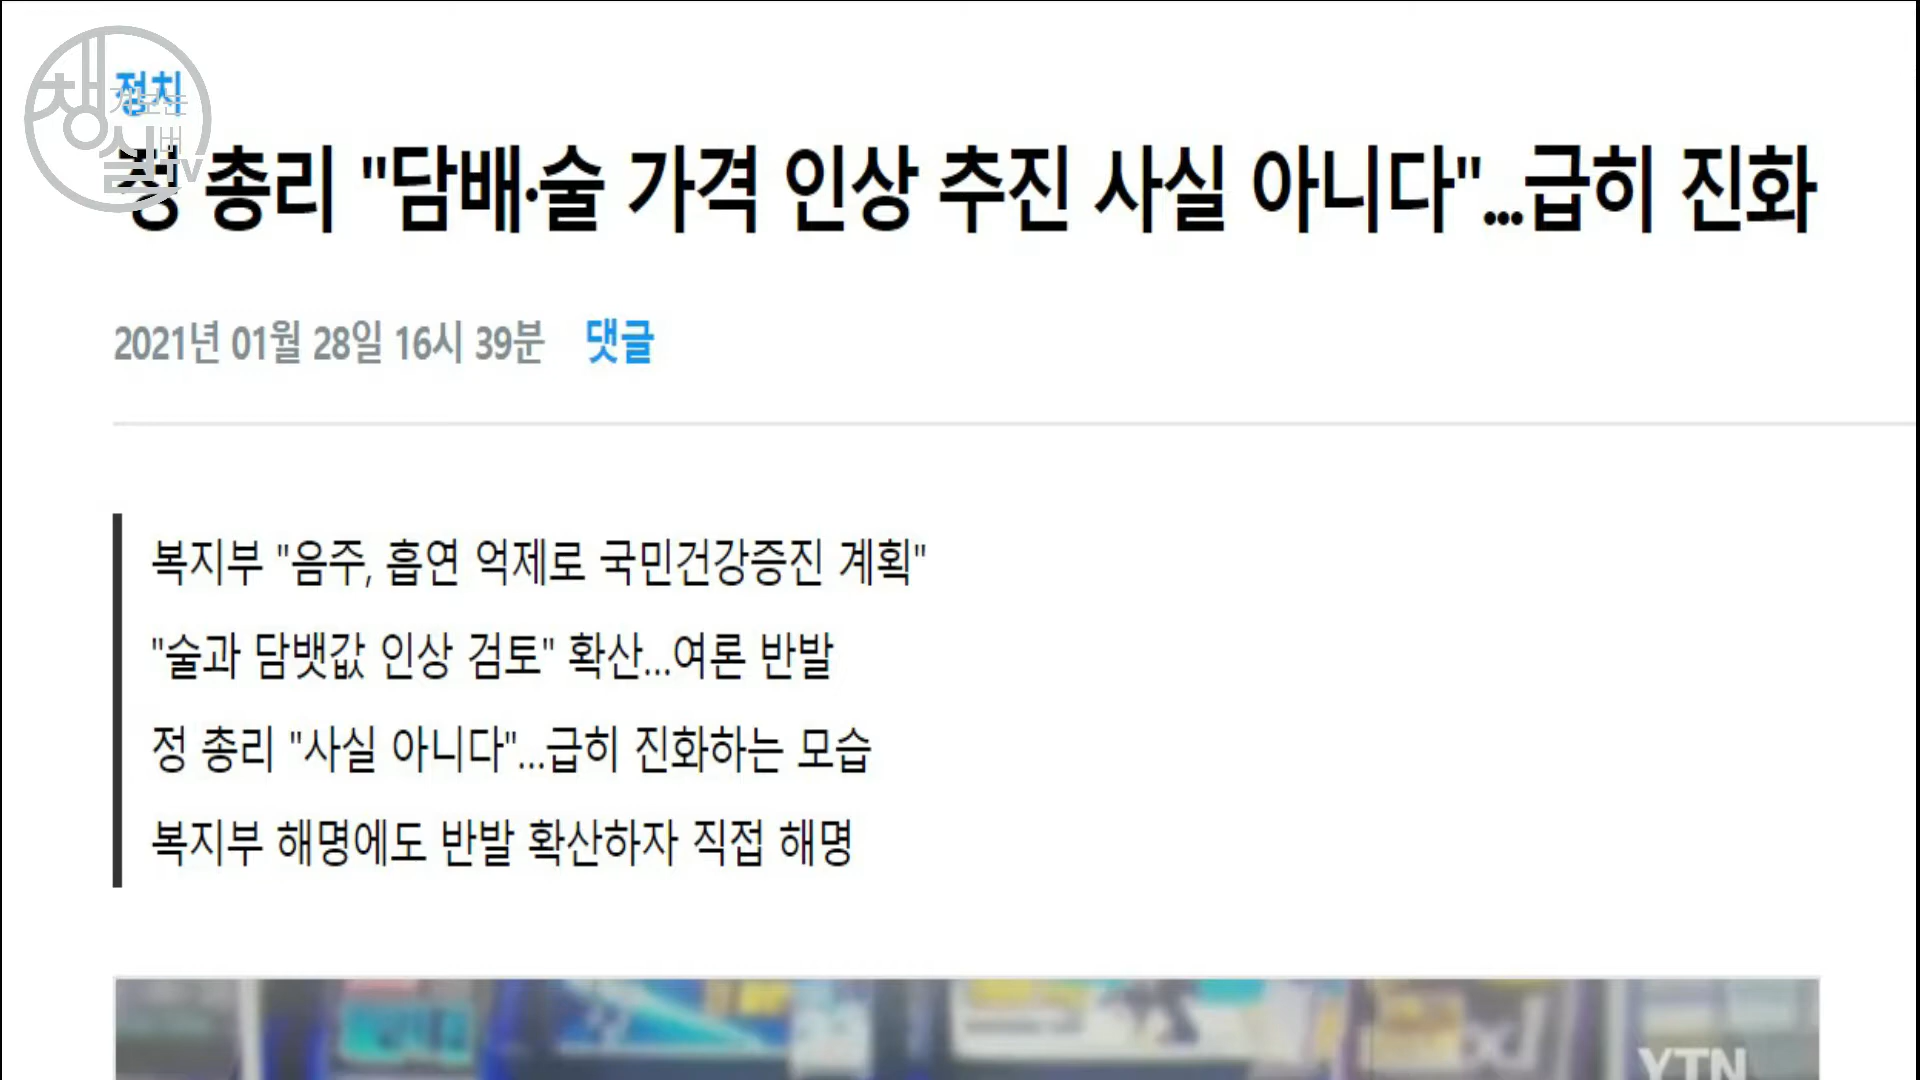 정치
정 총리 "담배·술 가격 인상 추진 사실 아니다"...급히 진화
2021년 01월 28일 16시 39분 댓글
복지부 "음주, 흡연 억제로 국민건강증진 계획"
"술과 담뱃값 인상 검토" 확산...여론 반발
정 총리 "사실 아니다"...급히 진화하는 모습
복지부 해명에도 반발 확산하자 직접 해명
YTN